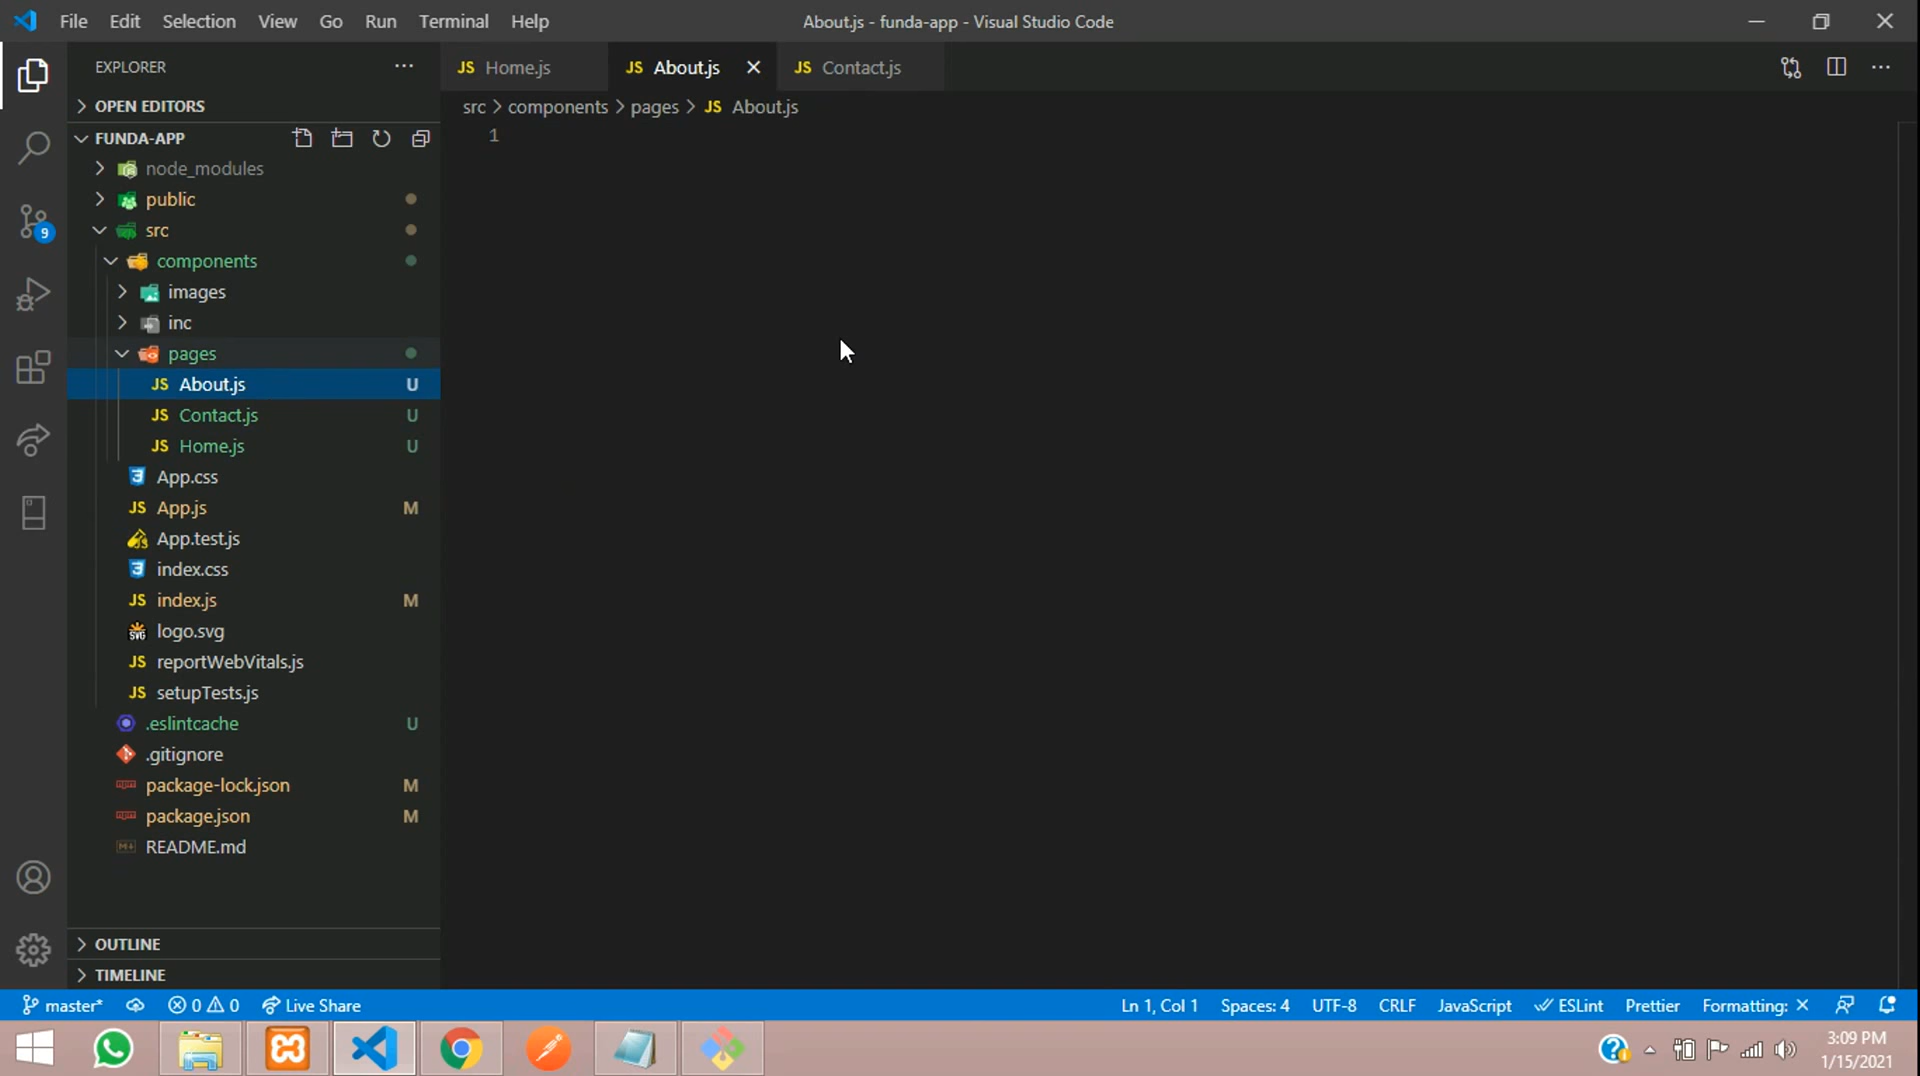 File Edit Selection View Go Run Terminal Help About.js - funda-app - Visual Studio Code
EXPLORER
OPEN EDITORS
FUNDA-APP
node_modules
public
src
components
images
inc
pages
JS About.js U
JS Contact.js U
JS Home.js U
App.css
JS App.js M
App.test.js
index.css
JS index.js M
logo.svg
JS reportWebVitals.js
JS setupTests.js
.eslintcache U
.gitignore
package-lock.json M
package.json M
README.md
OUTLINE
TIMELINE
9
JS Home.js JS About.js JS Contact.js
src > components > pages > JS About.js
1
master* 0 0 Live Share Ln 1, Col 1 Spaces: 4 UTF-8 CRLF JavaScript ESLint Prettier Formatting: ×
3:09 PM
1/15/2021